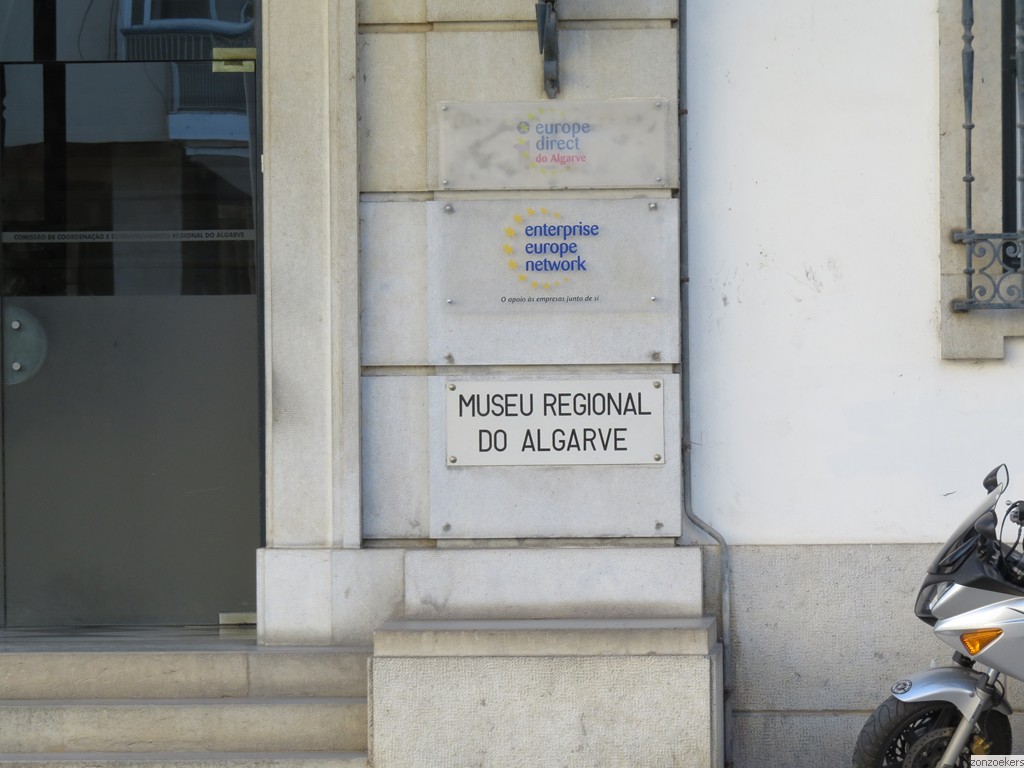 europe
direct
do Algarve
enterprise
europe
network
O apoio às empresas junto de si
COMISSÃO DE COORDENAÇÃO E REGIONAL DO ALGARVE
MUSEU REGIONAL
DO ALGARVE
zonzoekers